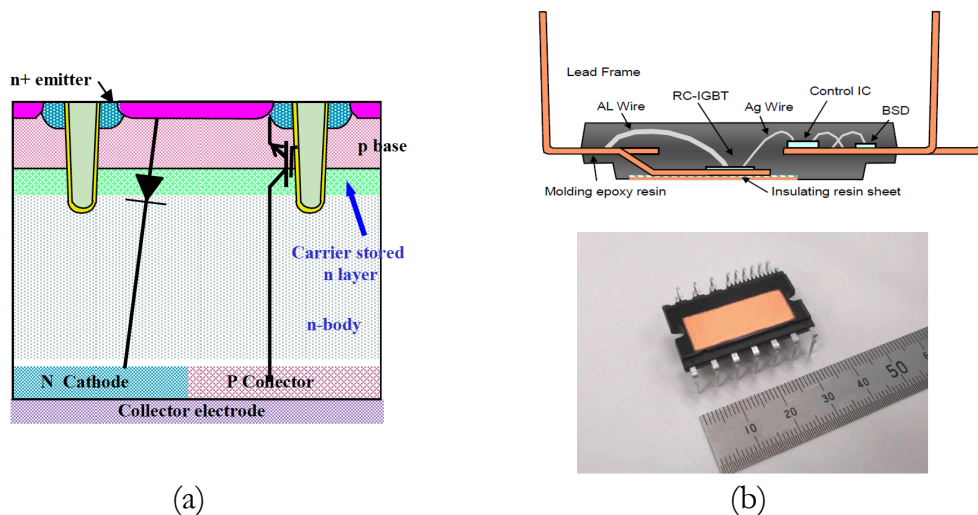 n+ emitter
p base
Carrier stored
n layer
n-body
N Cathode
P Collector
Collector electrode
(a)
Lead Frame
AL Wire
RC-IGBT
Ag Wire
Control IC
BSD
Molding epoxy resin
Insulating resin sheet
10
20
30
40
50
(b)